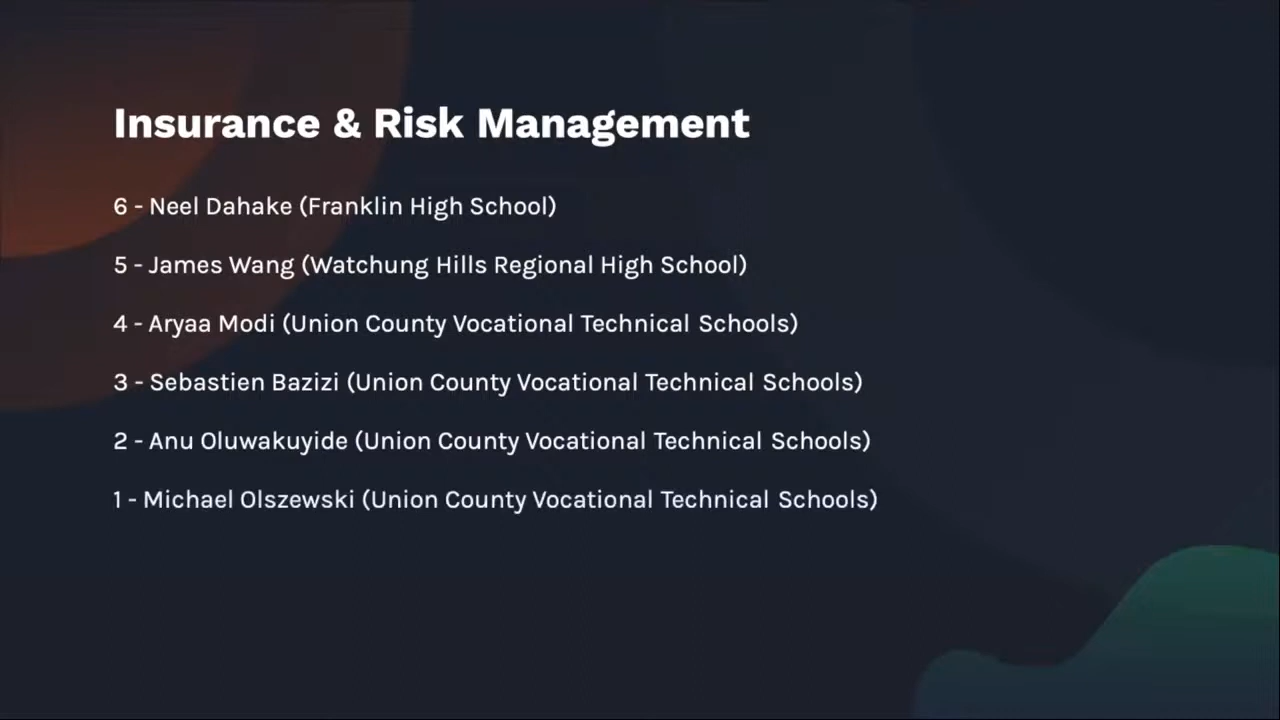 Insurance & Risk Management
6 - Neel Dahake (Franklin High School)
5 - James Wang (Watchung Hills Regional High School)
4 - Aryaa Modi (Union County Vocational Technical Schools)
3 - Sebastien Bazizi (Union County Vocational Technical Schools)
2 - Anu Oluwakuyide (Union County Vocational Technical Schools)
1 - Michael Olszewski (Union County Vocational Technical Schools)